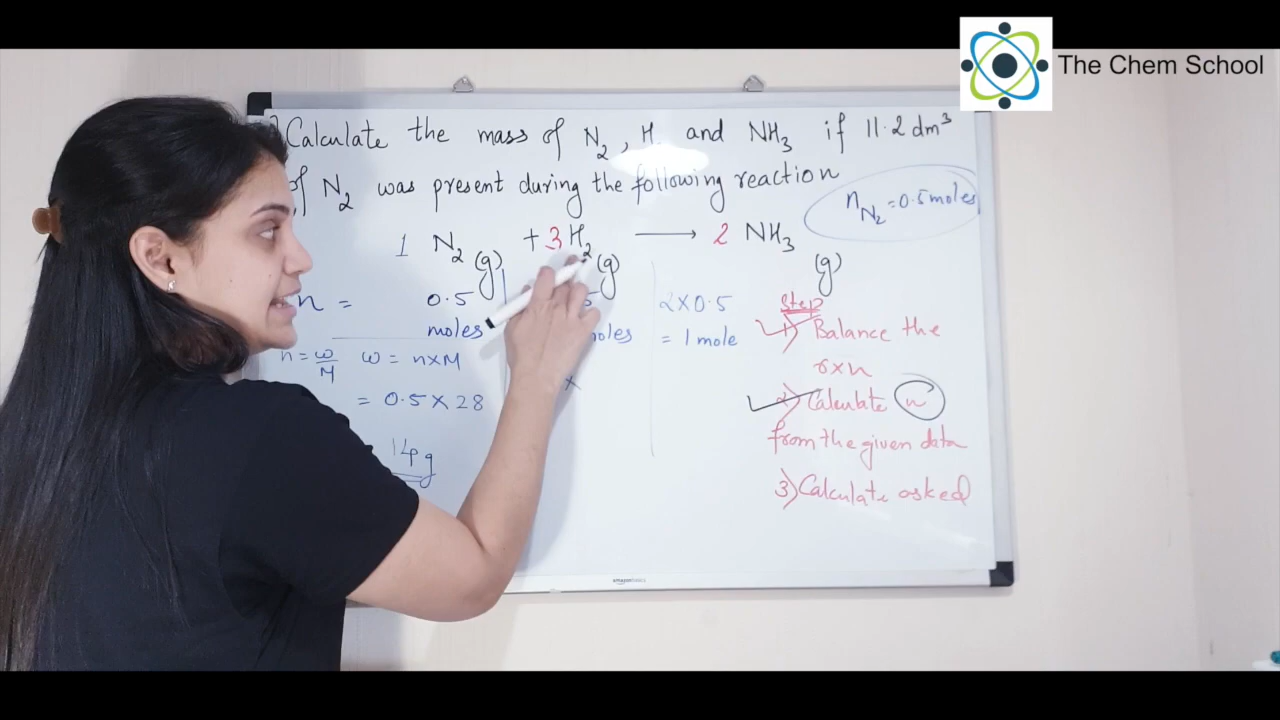 The Chem School
Calculate the mass of N2, H and NH3 if 11.2 dm³
of N2 was present during the following reaction
nN2 = 0.5 moles
1 N2 (g) + 3 H2 (g) ⟶ 2 NH3 (g)
n = 0.5 moles
2 × 0.5
= 1 mole
n = w/M w = n×M
= 0.5 × 28
14 g
×
Step
1) Balance the
rxn
2) Calculate n
from the given data
3) Calculate asked
amazonbasics